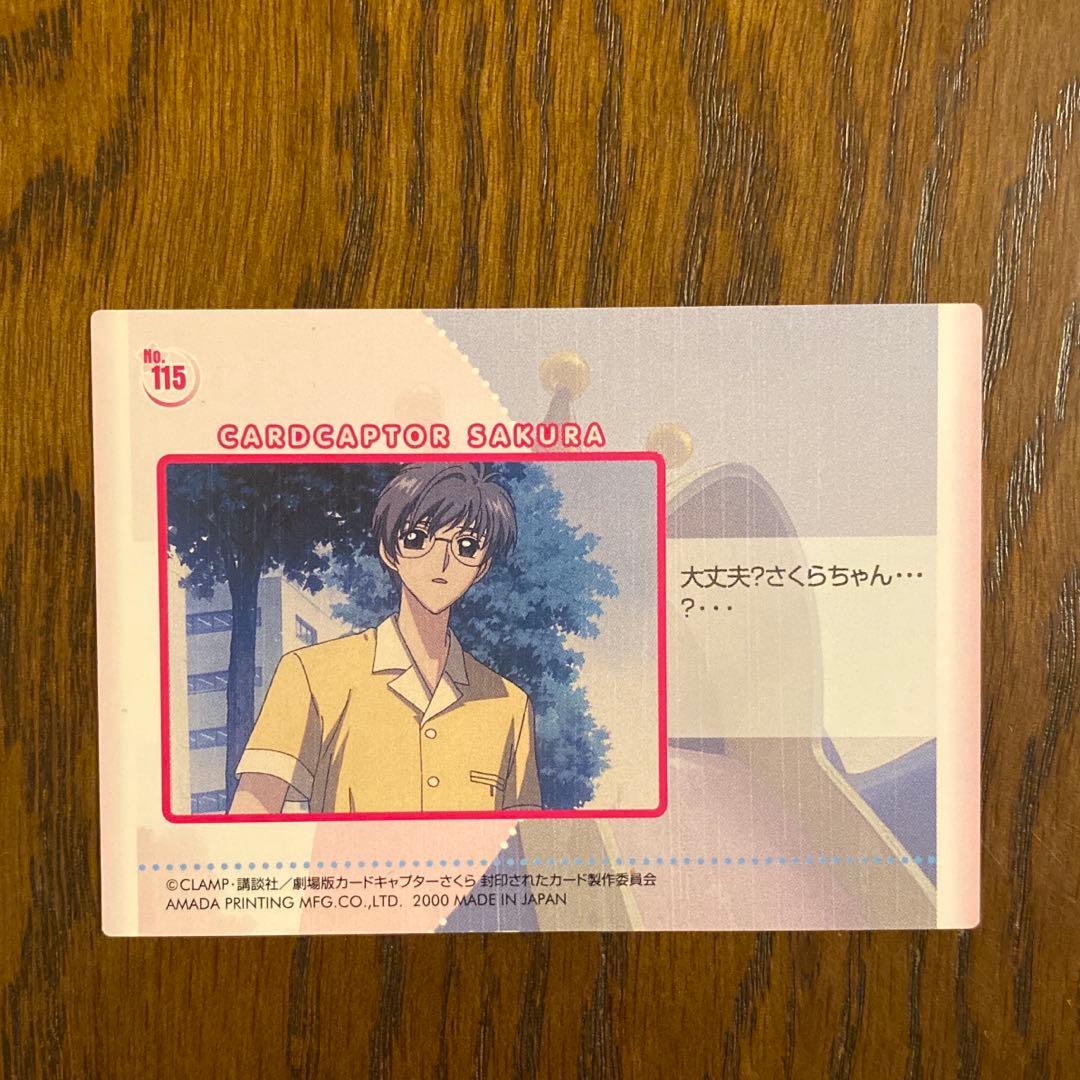 No.
115
CARDCAPTOR SAKURA
大丈夫?さくらちゃん・・・
?・・・
©CLAMP・講談社／劇場版カードキャプターさくら 封印されたカード製作委員会
AMADA PRINTING MFG.CO.,LTD. 2000 MADE IN JAPAN